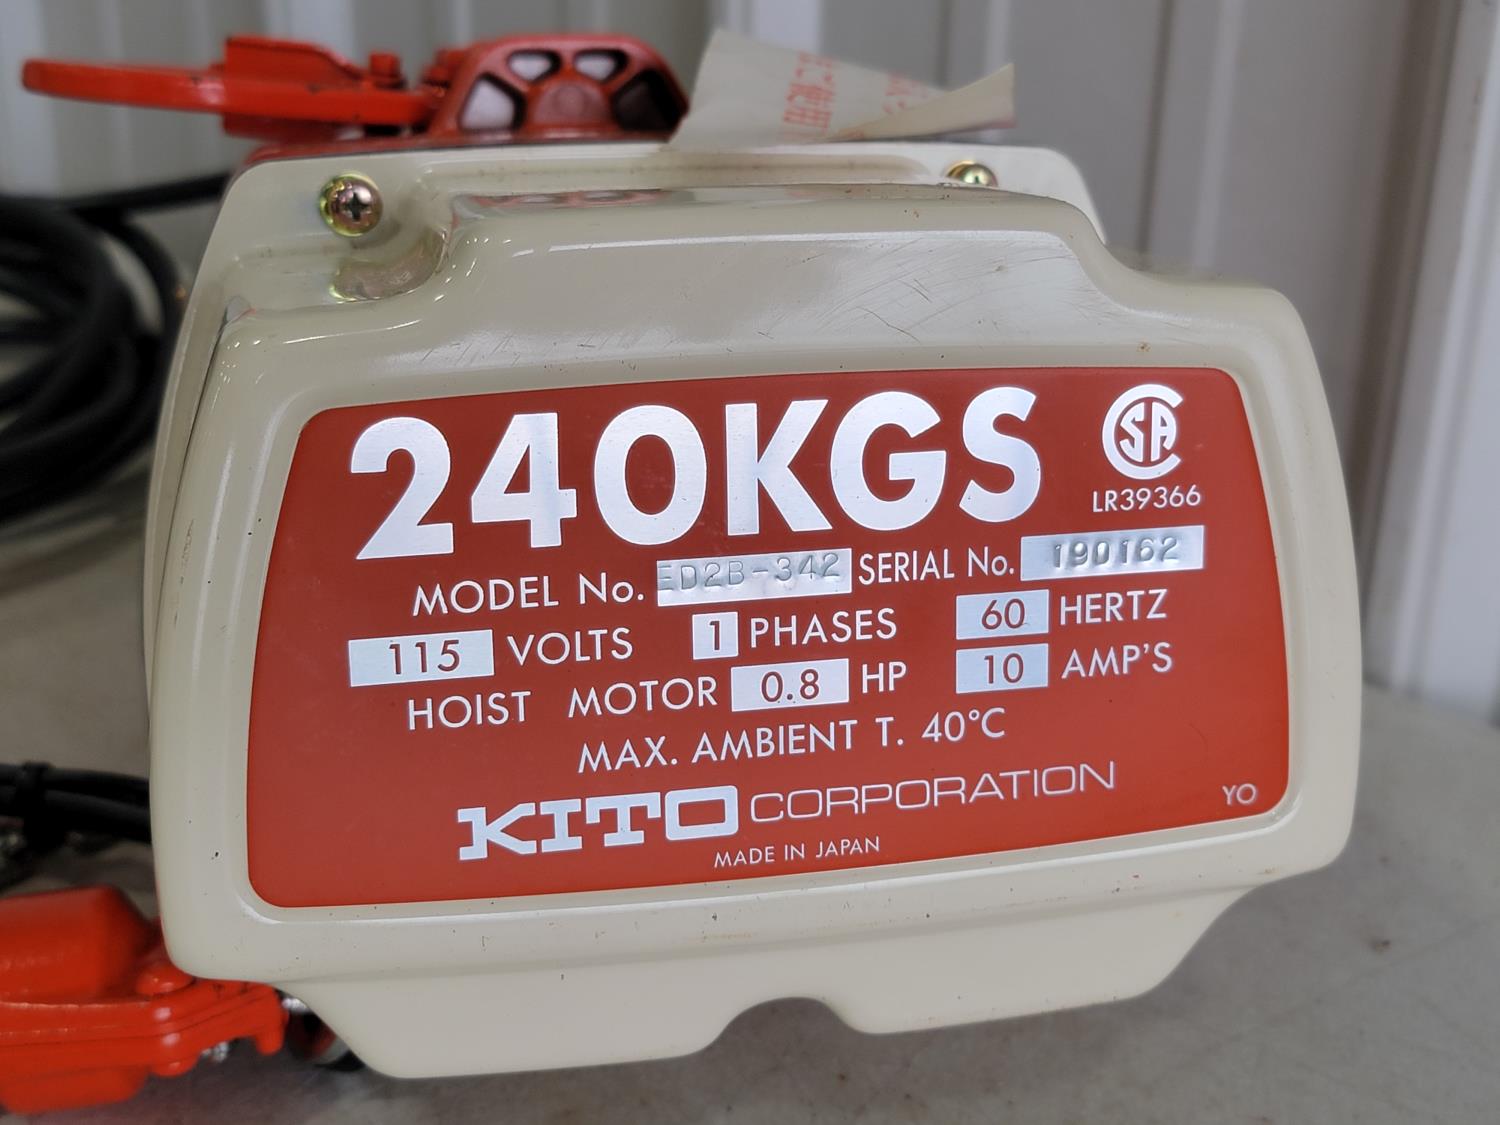 240KGS
CSA
LR39366
MODEL No. ED2B-342 SERIAL No. 190162
115 VOLTS 1 PHASES 60 HERTZ
HOIST MOTOR 0.8 HP 10 AMP'S
MAX. AMBIENT T. 40°C
KITO CORPORATION
YO
MADE IN JAPAN